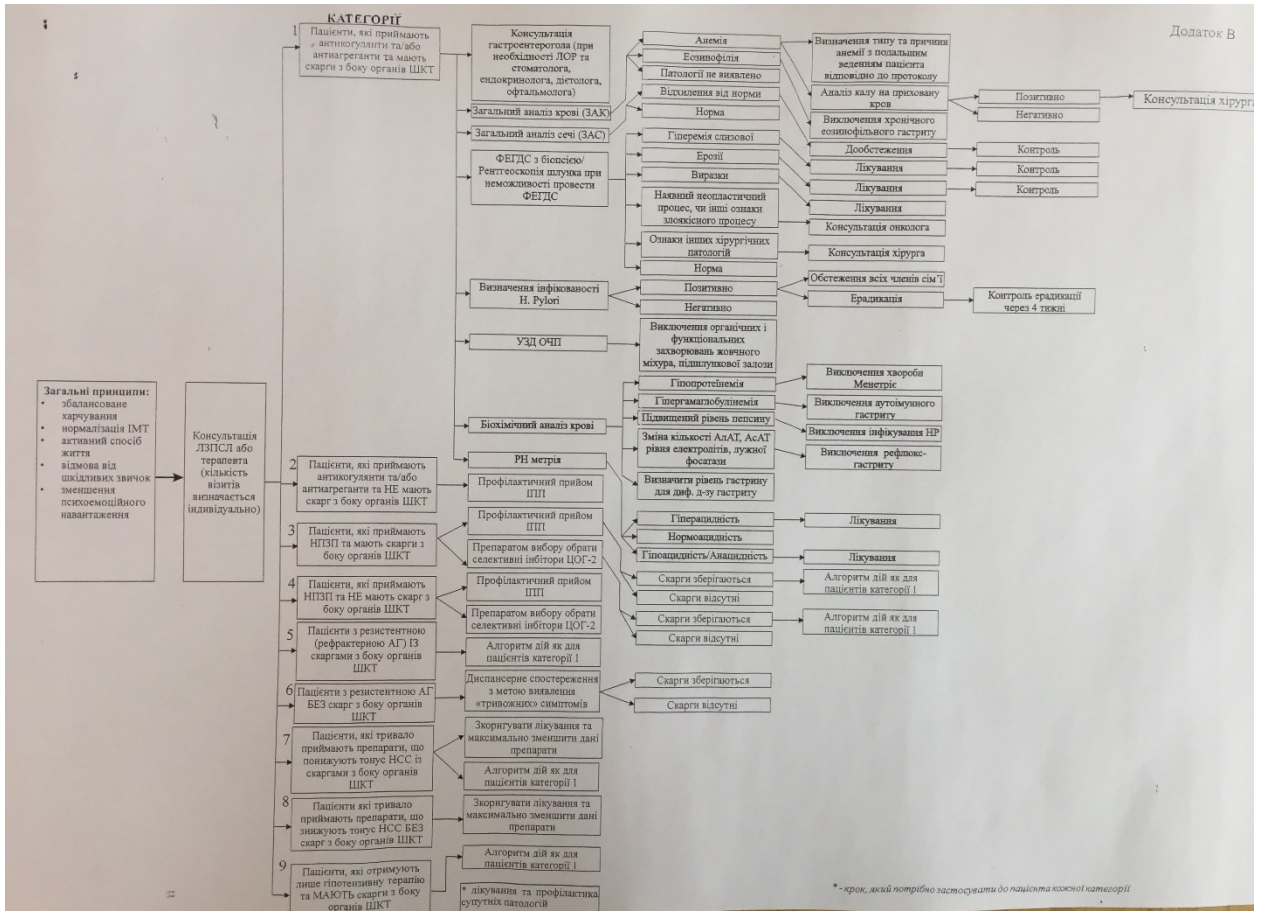 Додаток В
КАТЕГОРІЇ
Загальні принципи:
• збалансоване
харчування
• нормалізація ІМТ
• активний спосіб
життя
• відмова від
шкідливих звичок
• зменшення
психоемоційного
навантаження
Консультація
ЛЗПСЛ або
терапевта
(кількість
візитів
визначається
індивідуально)
1
Пацієнти, які приймають
антикогулянти та/або
антиагреганти та мають
скарги з боку органів ШКТ
2
Пацієнти, які приймають
антикогулянти та/або
антиагреганти та НЕ мають
скарг з боку органів ШКТ
3
Пацієнти, які приймають
НПЗП та мають скарги з
боку органів ШКТ
4
Пацієнти, які приймають
НПЗП та НЕ мають скарг з
боку органів ШКТ
5
Пацієнти з резистентною
(рефрактерною АГ) ІЗ
скаргами з боку органів
ШКТ
6
Пацієнти з резистентною АГ
БЕЗ скарг з боку органів
ШКТ
7
Пацієнти, які тривало
приймають препарати, що
понижують тонус НСС із
скаргами з боку органів
ШКТ
8
Пацієнти які тривало
приймають препарати, що
знижують тонус НСС БЕЗ
скарг з боку органів ШКТ
9
Пацієнти, які отримують
лише гіпотензивну терапію
та МАЮТЬ скарги з боку
органів ШКТ
Консультація
гастроентеролога (при
необхідності ЛОР та
стоматолога,
ендокринолога, дієтолога,
офтальмолога)
Загальний аналіз крові (ЗАК)
Загальний аналіз сечі (ЗАС)
ФЕГДС з біопсією/
Рентгеоскопія шлунка при
неможливості провести
ФЕГДС
Визначення інфікованості
H. Pylori
УЗД ОЧП
Біохімічний аналіз крові
РН метрія
Профілактичний прийом
ІПП
Профілактичний прийом
ІПП
Препаратом вибору обрати
селективні інбітори ЦОГ-2
Профілактичний прийом
ІПП
Препаратом вибору обрати
селективні інбітори ЦОГ-2
Алгоритм дій як для
пацієнтів категорії 1
Диспансерне спостереження
з метою виявлення
«тривожних» симптомів
Зкоригувати лікування та
максимально зменшити дані
препарати
Алгоритм дій як для
пацієнтів категорії 1
Зкоригувати лікування та
максимально зменшити дані
препарати
Алгоритм дій як для
пацієнтів категорії 1
* лікування та профілактика
супутніх патологій
Анемія
Еозинофілія
Патології не виявлено
Відхилення від норми
Норма
Гіперемія слизової
Ерозії
Виразки
Наявний неопластичний
процес, чи інші ознаки
злоякісного процесу
Ознаки інших хірургічних
патологій
Норма
Позитивно
Негативно
Виключення органічних і
функціональних
захворювань жовчного
міхура, підшлункової залози
Гіпопротеїнемія
Гіпергамаглобулінемія
Підвищений рівень пепсину
Зміна кількості АлАТ, АсАТ
рівня електролітів, лужної
фосатази
Визначити рівень гастрину
для диф. д-зу гастриту
Гіперацидність
Нормоацидність
Гіпоацидність/Анацидність
Скарги зберігаються
Скарги відсутні
Скарги зберігаються
Скарги відсутні
Скарги зберігаються
Скарги відсутні
Визначення типу та причини
анемії з подальшим
веденням пацієнта
відповідно до протоколу
Аналіз калу на приховану
кров
Виключення хронічного
еозинофільного гастриту
Дообстеження
Лікування
Лікування
Лікування
Консультація онколога
Консультація хірурга
Обстеження всіх членів сім'ї
Ерадикація
Виключення хвороби
Менетріє
Виключення аутоімунного
гастриту
Виключення інфікування НР
Виключення рефлюкс-
гастриту
Лікування
Лікування
Алгоритм дій як для
пацієнтів категорії 1
Алгоритм дій як для
пацієнтів категорії 1
Позитивно
Негативно
Контроль
Контроль
Контроль
Контроль ерадикації
через 4 тижні
Консультація хірурга
* - крок, який потрібно застосувати до пацієнта кожної категорії